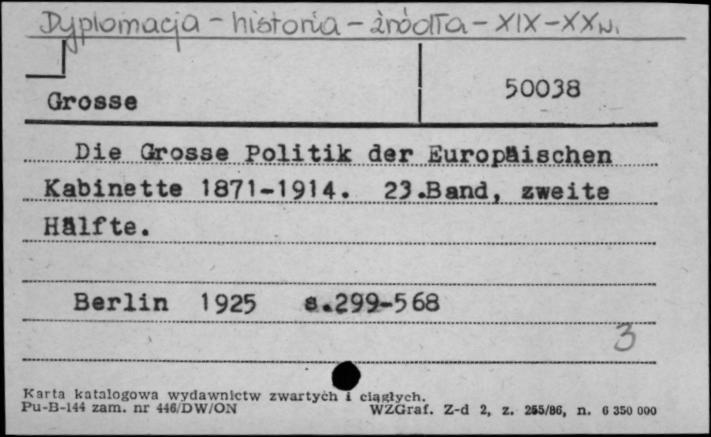 Dyplomacja - historia - źródła - XIX-XX w.
50038
Grosse
Die Grosse Politik der Europäischen
Kabinette 1871-1914. 23.Band, zweite
Hälfte.
Berlin 1925 s.299-568
3
Karta katalogowa wydawnictw zwartych i ciągłych.
Pu-B-144 zam. nr 446/DW/ON WZGraf. Z-d 2, z. 255/86, n. 6 350 000